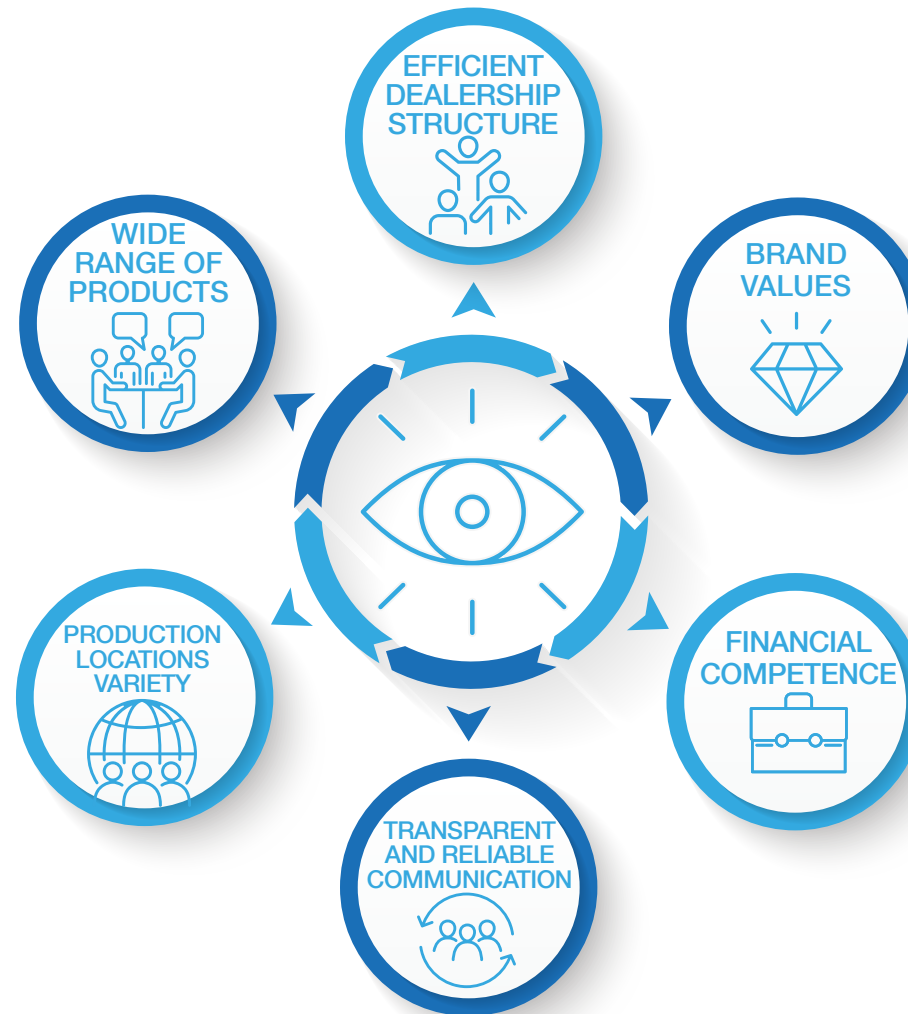 EFFICIENT
DEALERSHIP
STRUCTURE
WIDE
RANGE OF
PRODUCTS
BRAND
VALUES
PRODUCTION
LOCATIONS
VARIETY
FINANCIAL
COMPETENCE
TRANSPARENT
AND RELIABLE
COMMUNICATION